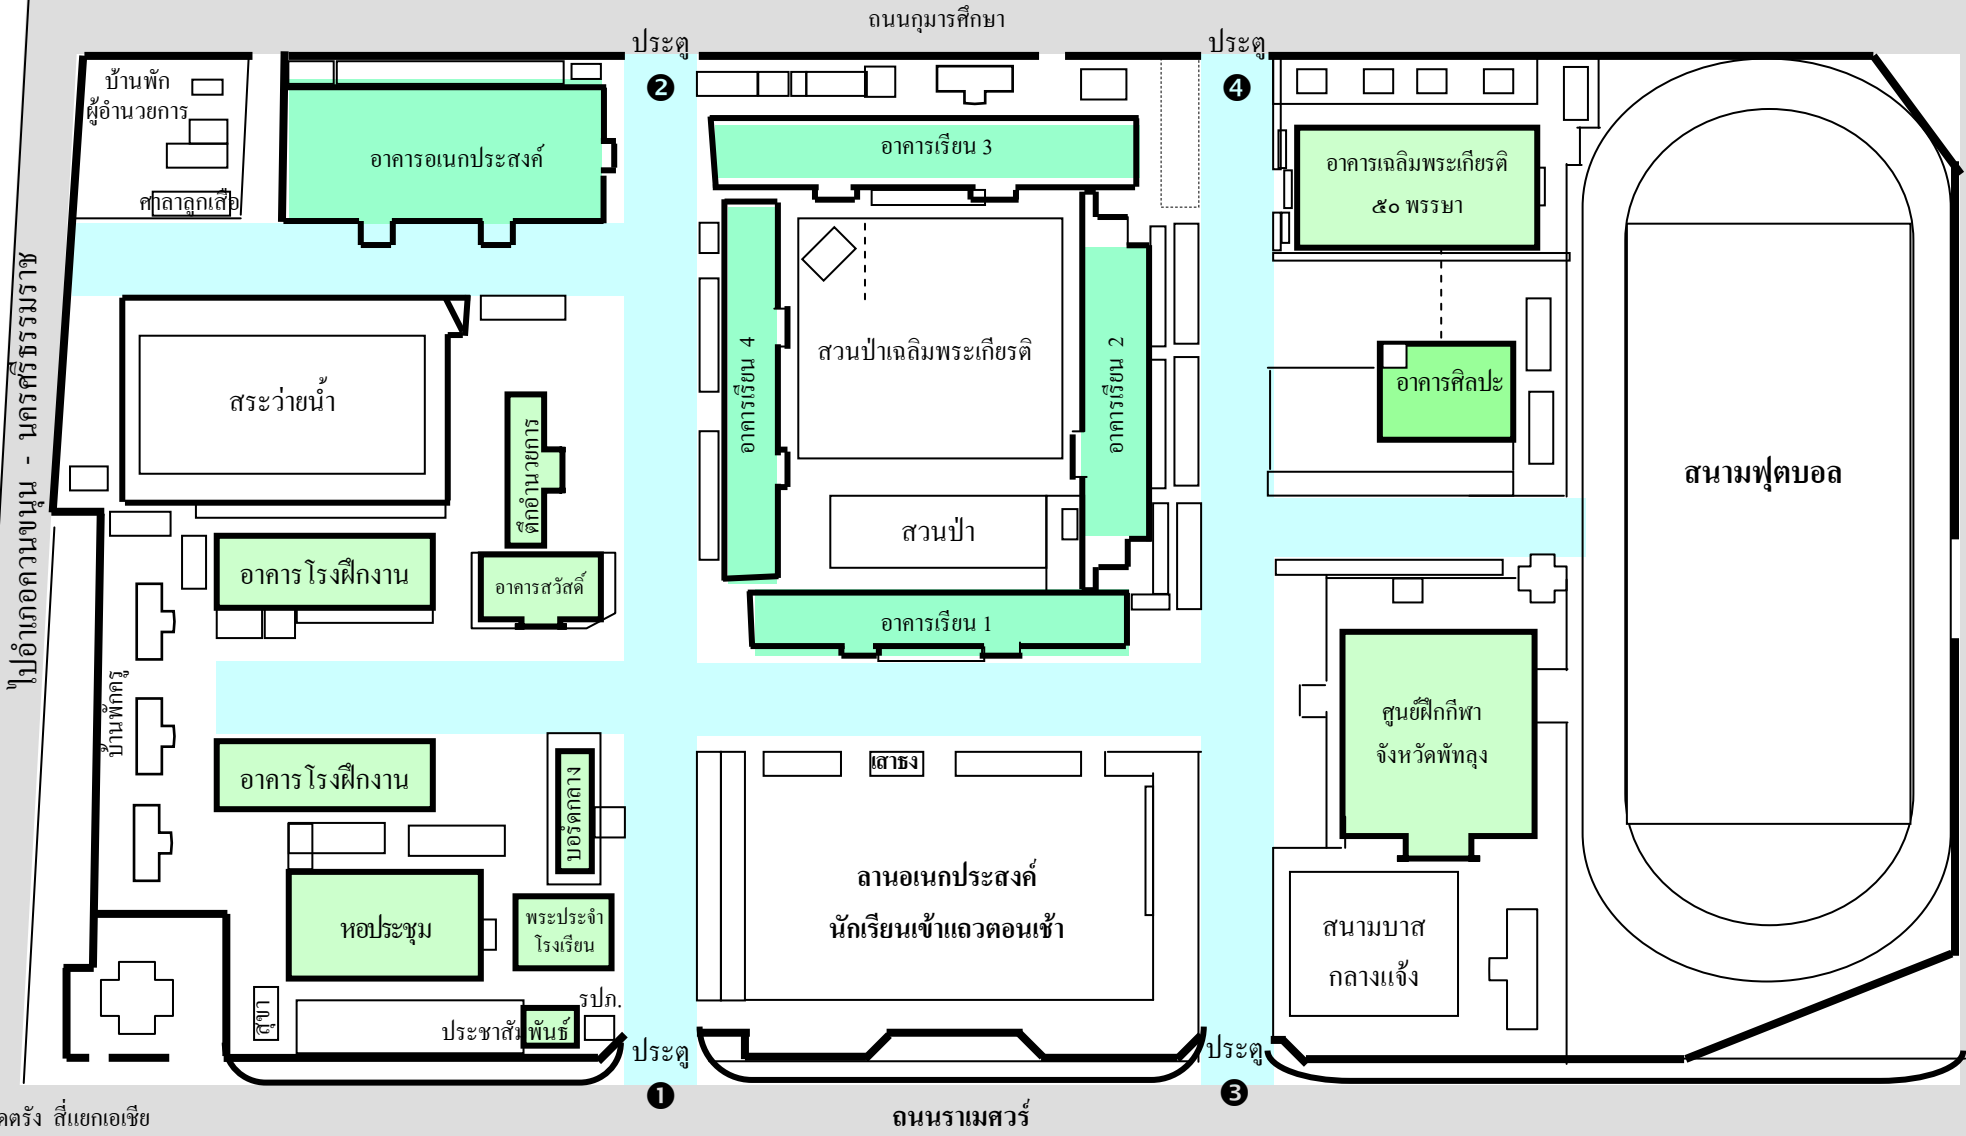 ถนนกุมารศึกษา
ประตู
❷
ประตู
❹
บ้านพัก
ผู้อำนวยการ
ศาลาลูกเสือ
อาคารอเนกประสงค์
อาคารเรียน 3
อาคารเฉลิมพระเกียรติ
๕๐ พรรษา
ไปอำเภอควนขนุน - นครศรีธรรมราช
สระว่ายน้ำ
ตึกอำนวยการ
อาคารเรียน 4
สวนป่าเฉลิมพระเกียรติ
อาคารเรียน 2
อาคารศิลปะ
สนามฟุตบอล
สวนป่า
อาคารโรงฝึกงาน
อาคารสวัสดิ์
อาคารเรียน 1
บ้านพักครู
ศูนย์ฝึกกีฬา
จังหวัดพัทลุง
อาคารโรงฝึกงาน
บอร์ดกลาง
เสาธง
ลานอเนกประสงค์
นักเรียนเข้าแถวตอนเช้า
หอประชุม
พระประจำ
โรงเรียน
สนามบาส
กลางแจ้ง
สุขา
รปภ.
ประชาสัมพันธ์
ประตู
❶
ประตู
❸
ถนนราเมศวร์
ดตรัง สี่แยกเอเชีย